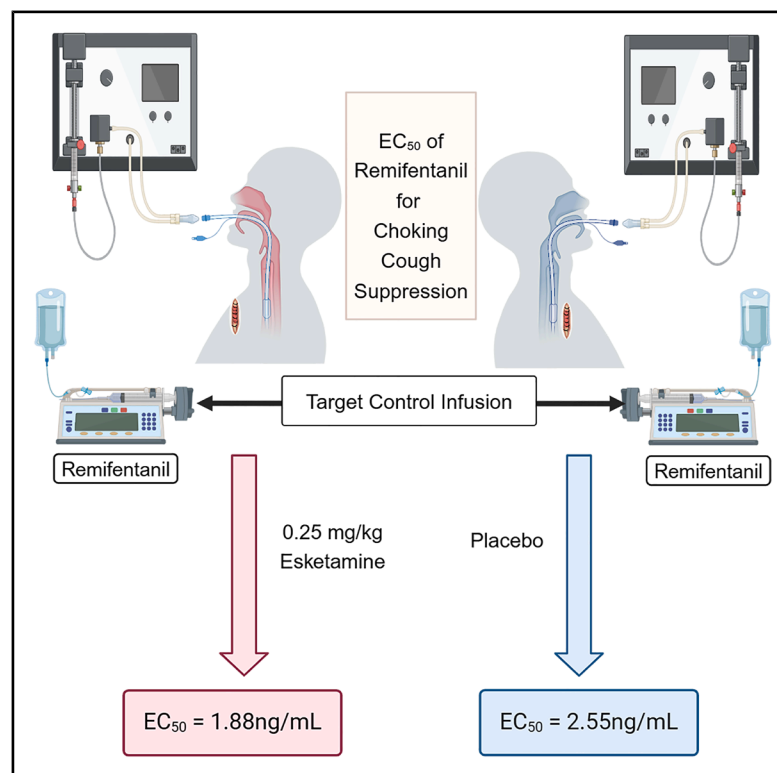 EC₅₀ of
Remifentanil
for
Choking
Cough
Suppression
Target Control Infusion
Remifentanil
Remifentanil
0.25 mg/kg
Esketamine
Placebo
EC₅₀ = 1.88ng/mL
EC₅₀ = 2.55ng/mL